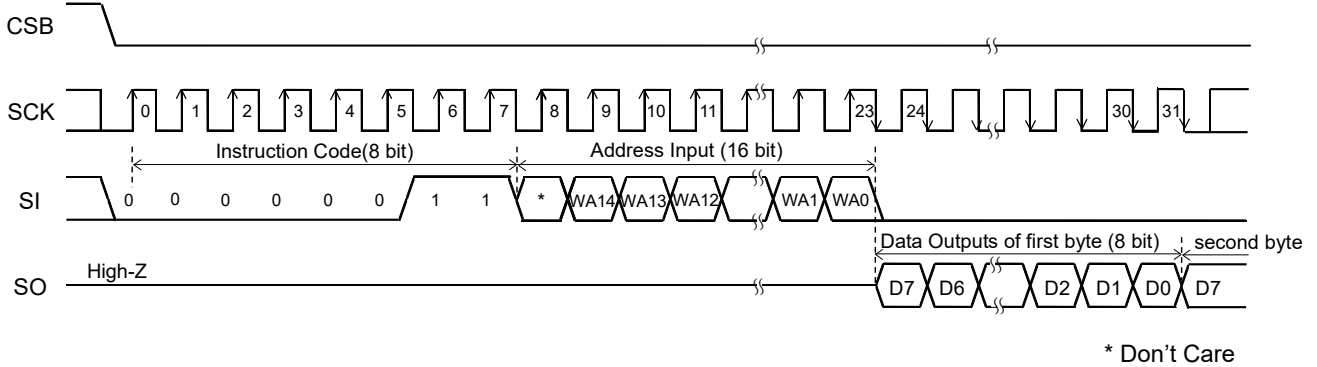 CSB
SCK 0 1 2 3 4 5 6 7 8 9 10 11 23 24 30 31
Instruction Code(8 bit) Address Input (16 bit)
SI 0 0 0 0 0 0 1 1 * WA14 WA13 WA12 WA1 WA0
Data Outputs of first byte (8 bit) second byte
High-Z
SO D7 D6 D2 D1 D0 D7
* Don't Care